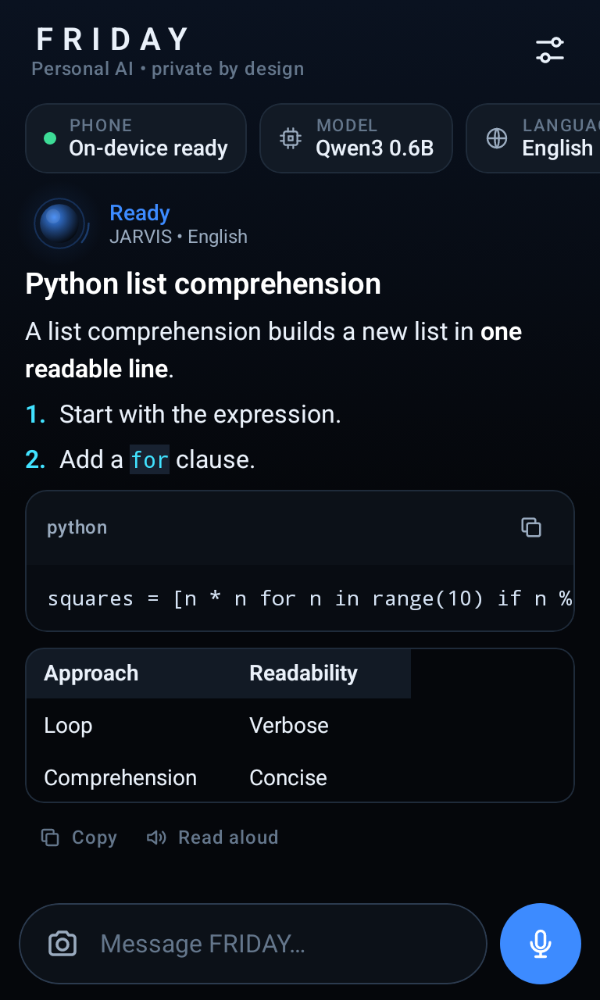 FRIDAY
Personal AI • private by design
PHONE
On-device ready
MODEL
Qwen3 0.6B
LANGUAG
English
Ready
JARVIS • English
Python list comprehension
A list comprehension builds a new list in one
readable line.
1. Start with the expression.
2. Add a for clause.
python
squares = [n * n for n in range(10) if n %
Approach Readability
Loop Verbose
Comprehension Concise
Copy Read aloud
Message FRIDAY...